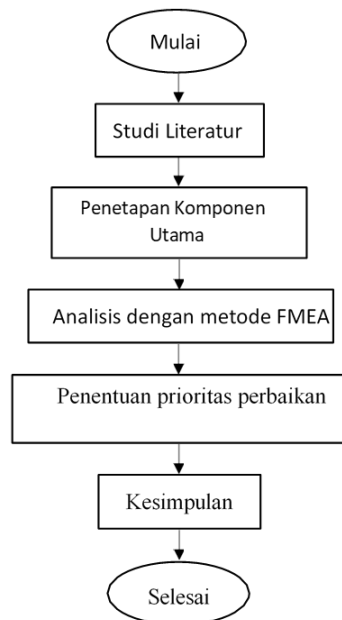 Mulai
Studi Literatur
Penetapan Komponen
Utama
Analisis dengan metode FMEA
Penentuan prioritas perbaikan
Kesimpulan
Selesai